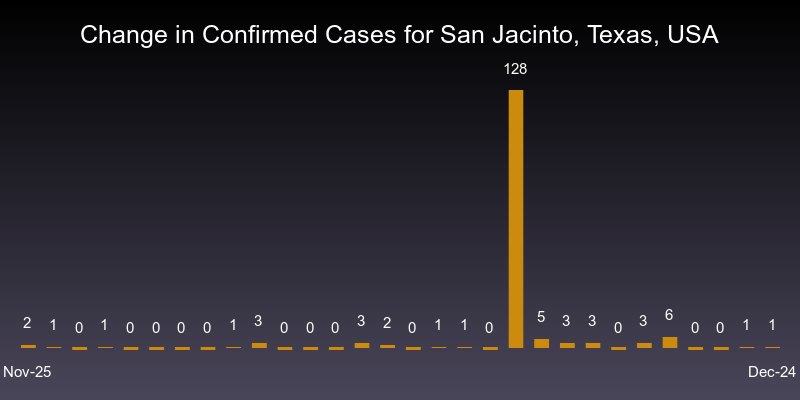 Change in Confirmed Cases for San Jacinto, Texas, USA
128
2 1 0 1 0 0 0 0 1 3 0 0 0 3 2 0 1 1 0 5 3 3 0 3 6 0 0 1 1
Nov-25 Dec-24